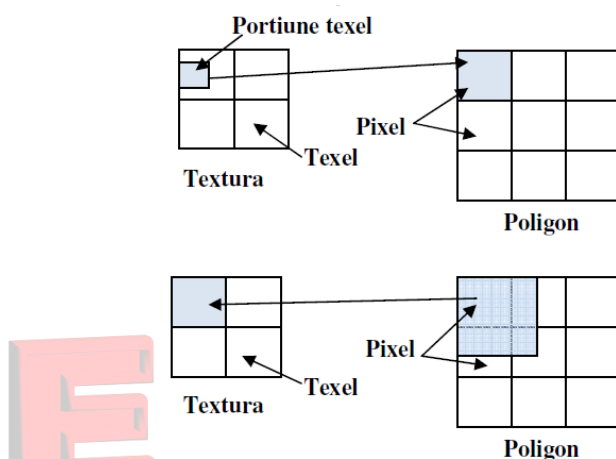 Portiune texel
Pixel
Texel
Textura
Poligon
Pixel
Texel
Textura
Poligon